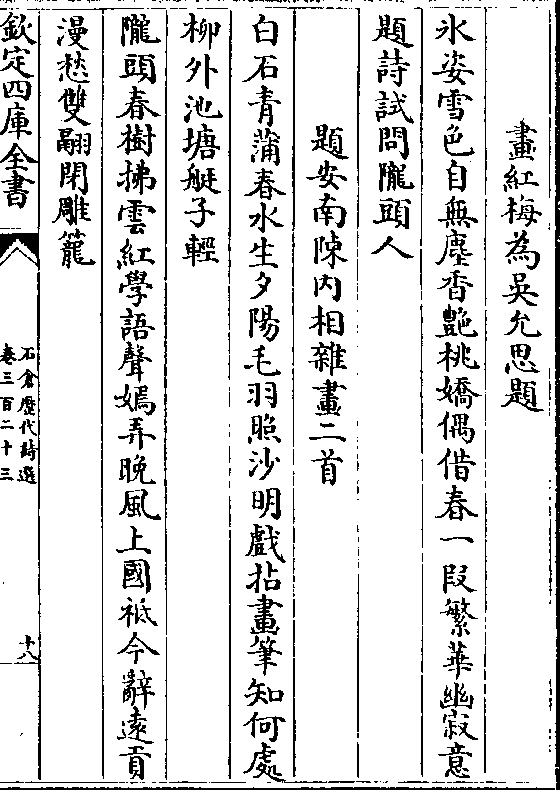 畫紅梅為吳允思題
氷姿雪色自無塵杏艷桃嬌偶借春一段繁華幽寂意
題詩試問隴頭人
題安南陳内相雜畫二首
白石青蒲春水生夕陽毛羽照沙明戲拈畫筆知何處
柳外池塘艇子輕
隴頭春樹拂雲紅學語聲嫣弄晩風上國祗今辭逺貢
漫愁雙翮閉雕籠
欽定四庫全書
石倉歷代詩選
卷三百二十三
十八